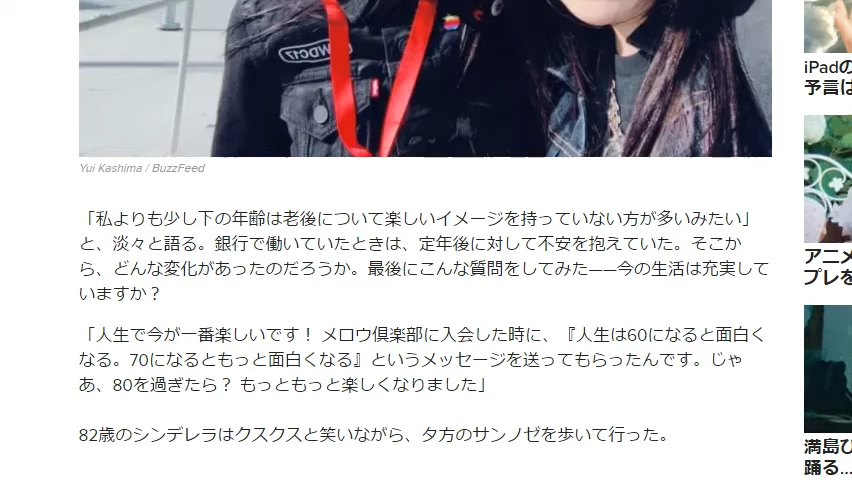 WWDC17
Yui Kashima / BuzzFeed
「私よりも少し下の年齢は老後について楽しいイメージを持っていない方が多いみたい」
と、淡々と語る。銀行で働いていたときは、定年後に対して不安を抱えていた。そこか
ら、どんな変化があったのだろうか。最後にこんな質問をしてみた——今の生活は充実して
いますか？
「人生で今が一番楽しいです！ メロウ倶楽部に入会した時に、『人生は60になると面白く
なる。70になるともっと面白くなる』というメッセージを送ってもらったんです。じゃ
あ、80を過ぎたら？ もっともっと楽しくなりました」
82歳のシンデレラはクスクスと笑いながら、夕方のサンノゼを歩いて行った。
iPadの
予言は
アニメ
プレを
満島ひ
踊る...